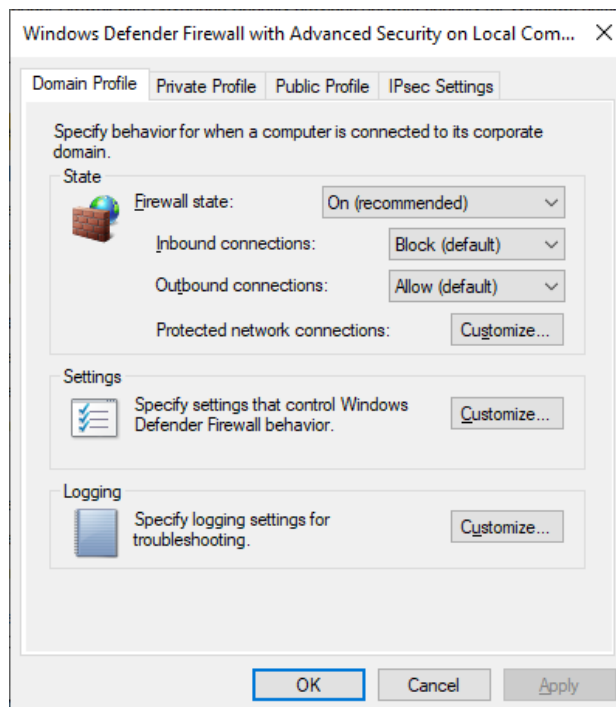 Windows Defender Firewall with Advanced Security on Local Com...
Domain Profile Private Profile Public Profile IPsec Settings
Specify behavior for when a computer is connected to its corporate
domain.
State
Firewall state: On (recommended)
Inbound connections: Block (default)
Outbound connections: Allow (default)
Protected network connections: Customize...
Settings
Specify settings that control Windows
Defender Firewall behavior.
Customize...
Logging
Specify logging settings for
troubleshooting.
Customize...
OK Cancel Apply